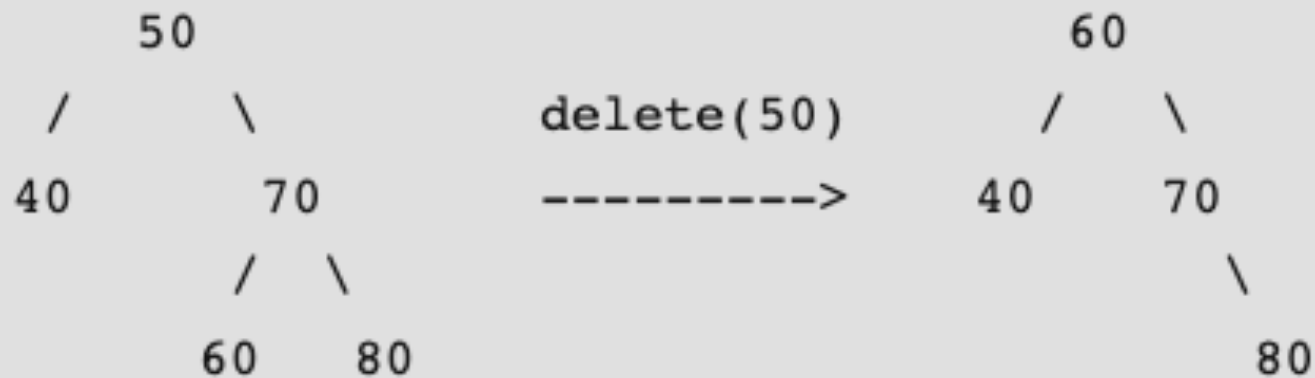 50 60
/ \ delete(50) / \
40 70 ---------> 40 70
/ \ \
60 80 80